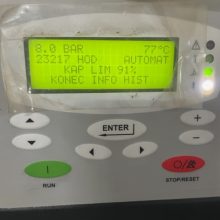 8.0 BAR 77°C
23217 HOD AUTOMAT
KAP LIM 91%
KONEC INFO HIST
+
ENTER
-
I
RUN
STOP/RESET